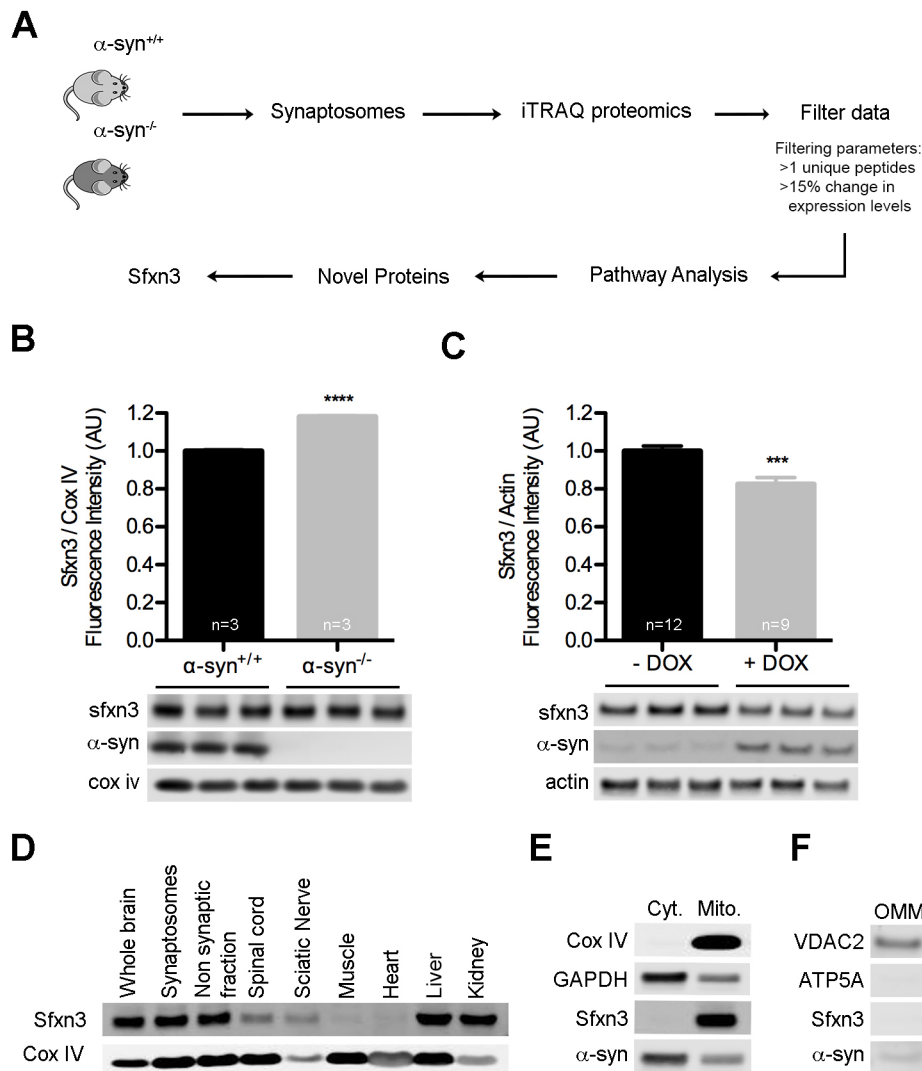 A
α-syn+/+
α-syn-/-
Synaptosomes
iTRAQ proteomics
Filter data
Filtering parameters:
>1 unique peptides
>15% change in
expression levels
Sfxn3
Novel Proteins
Pathway Analysis
B
Sfxn3 / Cox IV
Fluorescence Intensity (AU)
1.2
1.0
0.8
0.6
0.4
0.2
0.0
****
n=3
n=3
α-syn+/+
α-syn-/-
sfxn3
α-syn
cox iv
C
Sfxn3 / Actin
Fluorescence Intensity (AU)
1.2
1.0
0.8
0.6
0.4
0.2
0.0
***
n=12
n=9
- DOX
+ DOX
sfxn3
α-syn
actin
D
Whole brain
Synaptosomes
Non synaptic
fraction
Spinal cord
Sciatic Nerve
Muscle
Heart
Liver
Kidney
Sfxn3
Cox IV
E
Cyt.
Mito.
Cox IV
GAPDH
Sfxn3
α-syn
F
OMM
VDAC2
ATP5A
Sfxn3
α-syn